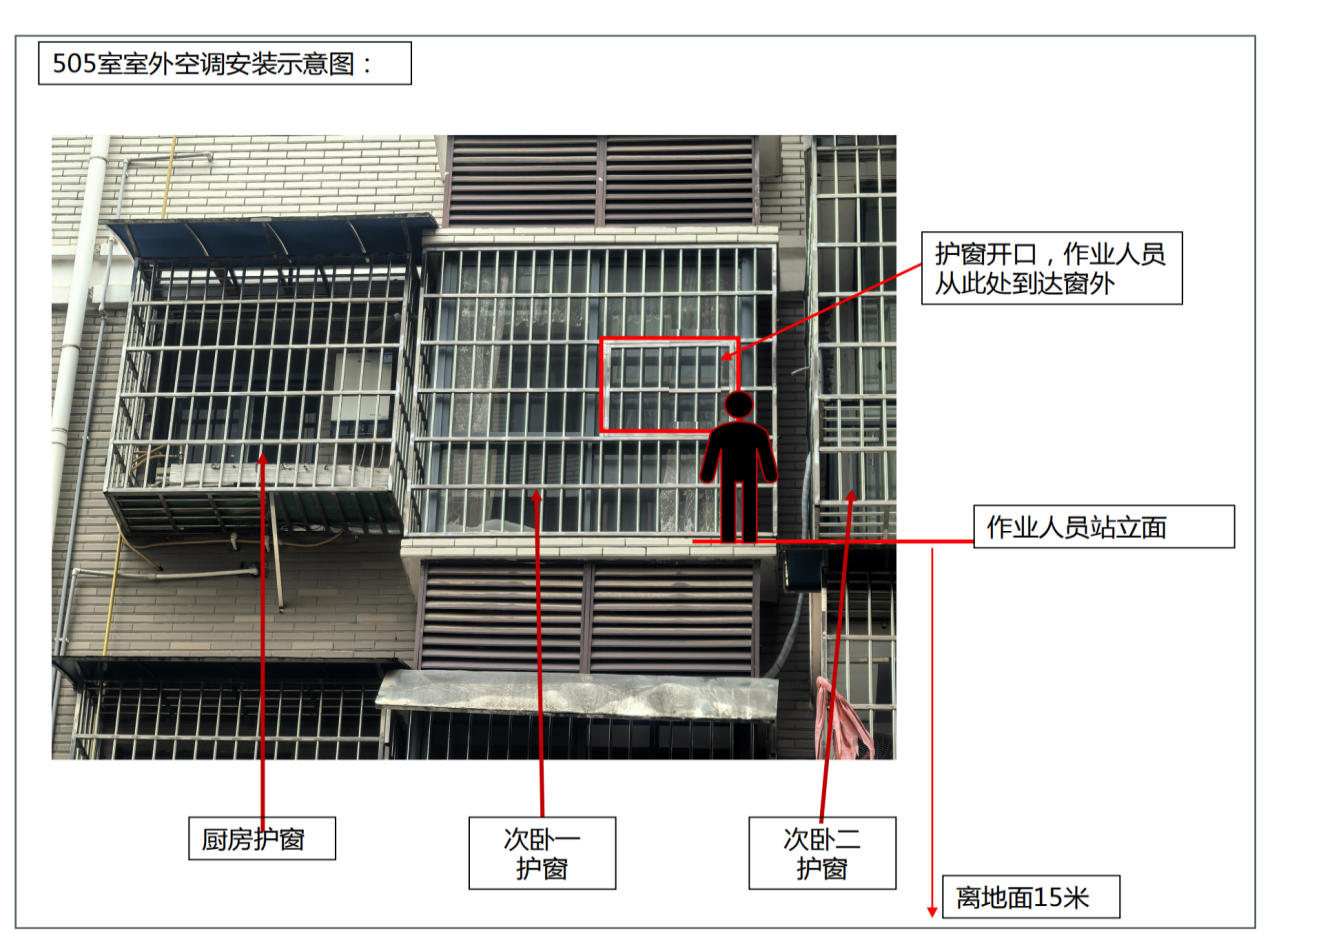 505室室外空调安装示意图：
护窗开口，作业人员
从此处到达窗外
作业人员站立面
厨房护窗
次卧一
护窗
次卧二
护窗
离地面15米